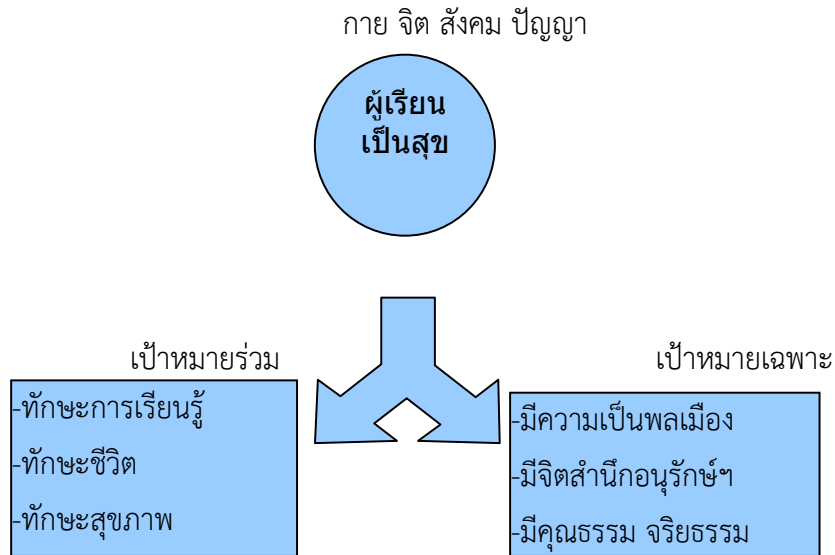 กาย จิต สังคม ปัญญา
ผู้เรียน
เป็นสุข
เป้าหมายร่วม
-ทักษะการเรียนรู้
-ทักษะชีวิต
-ทักษะสุขภาพ
เป้าหมายเฉพาะ
-มีความเป็นพลเมือง
-มีจิตสำนึกอนุรักษ์ฯ
-มีคุณธรรม จริยธรรม